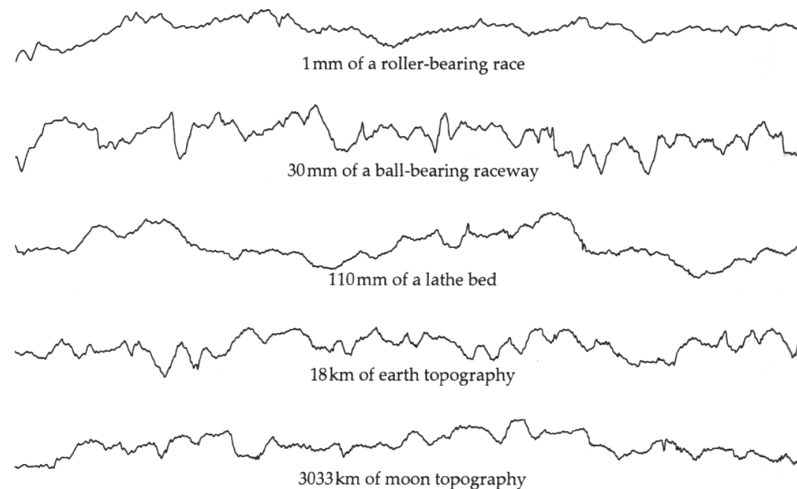 1mm of a roller-bearing race
30mm of a ball-bearing raceway
110mm of a lathe bed
18km of earth topography
3033km of moon topography